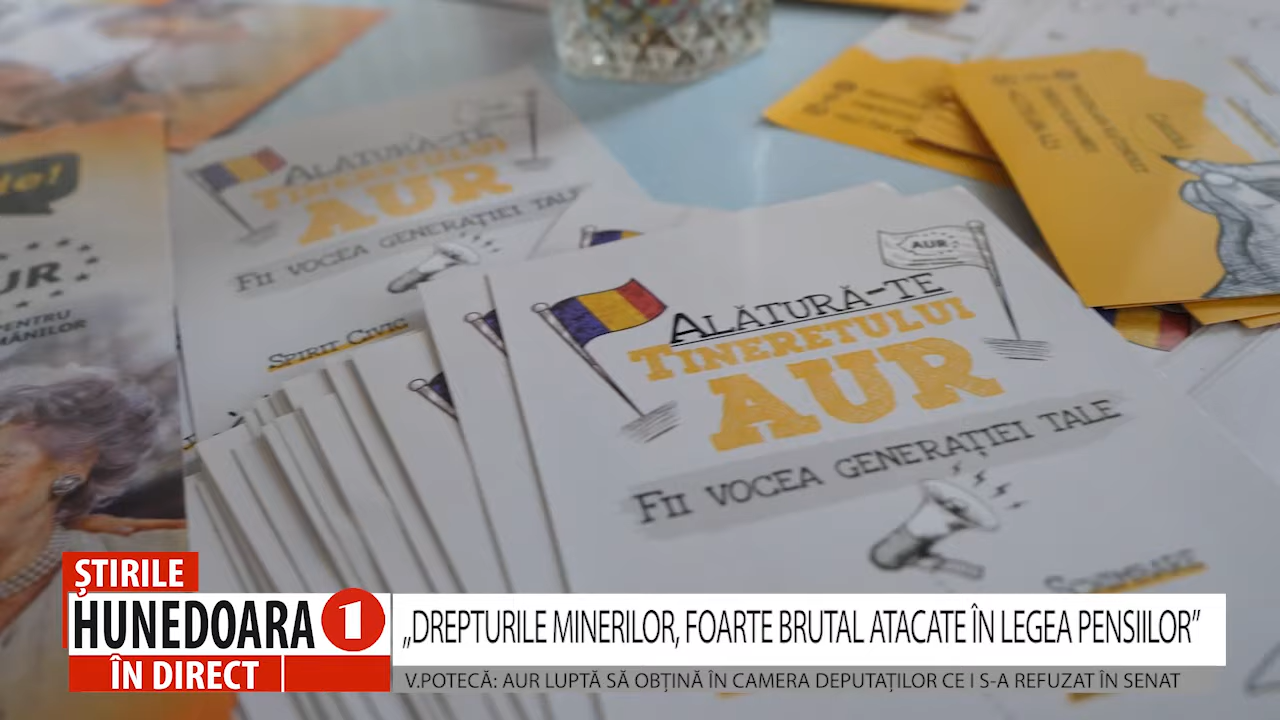 ALĂTURĂ-TE
TINERETULUI
AUR
FII VOCEA GENERAȚIEI TALE
SPIRIT CIVIC
AUR
ALĂTURĂ-TE
TINERETULUI
AUR
FII VOCEA GENERAȚIEI TALE
ȘTIRILE
HUNEDOARA 1
ÎN DIRECT
„DREPTURILE MINERILOR, FOARTE BRUTAL ATACATE ÎN LEGEA PENSIILOR”
V.POTECĂ: AUR LUPTĂ SĂ OBȚINĂ ÎN CAMERA DEPUTAȚILOR CE I S-A REFUZAT ÎN SENAT